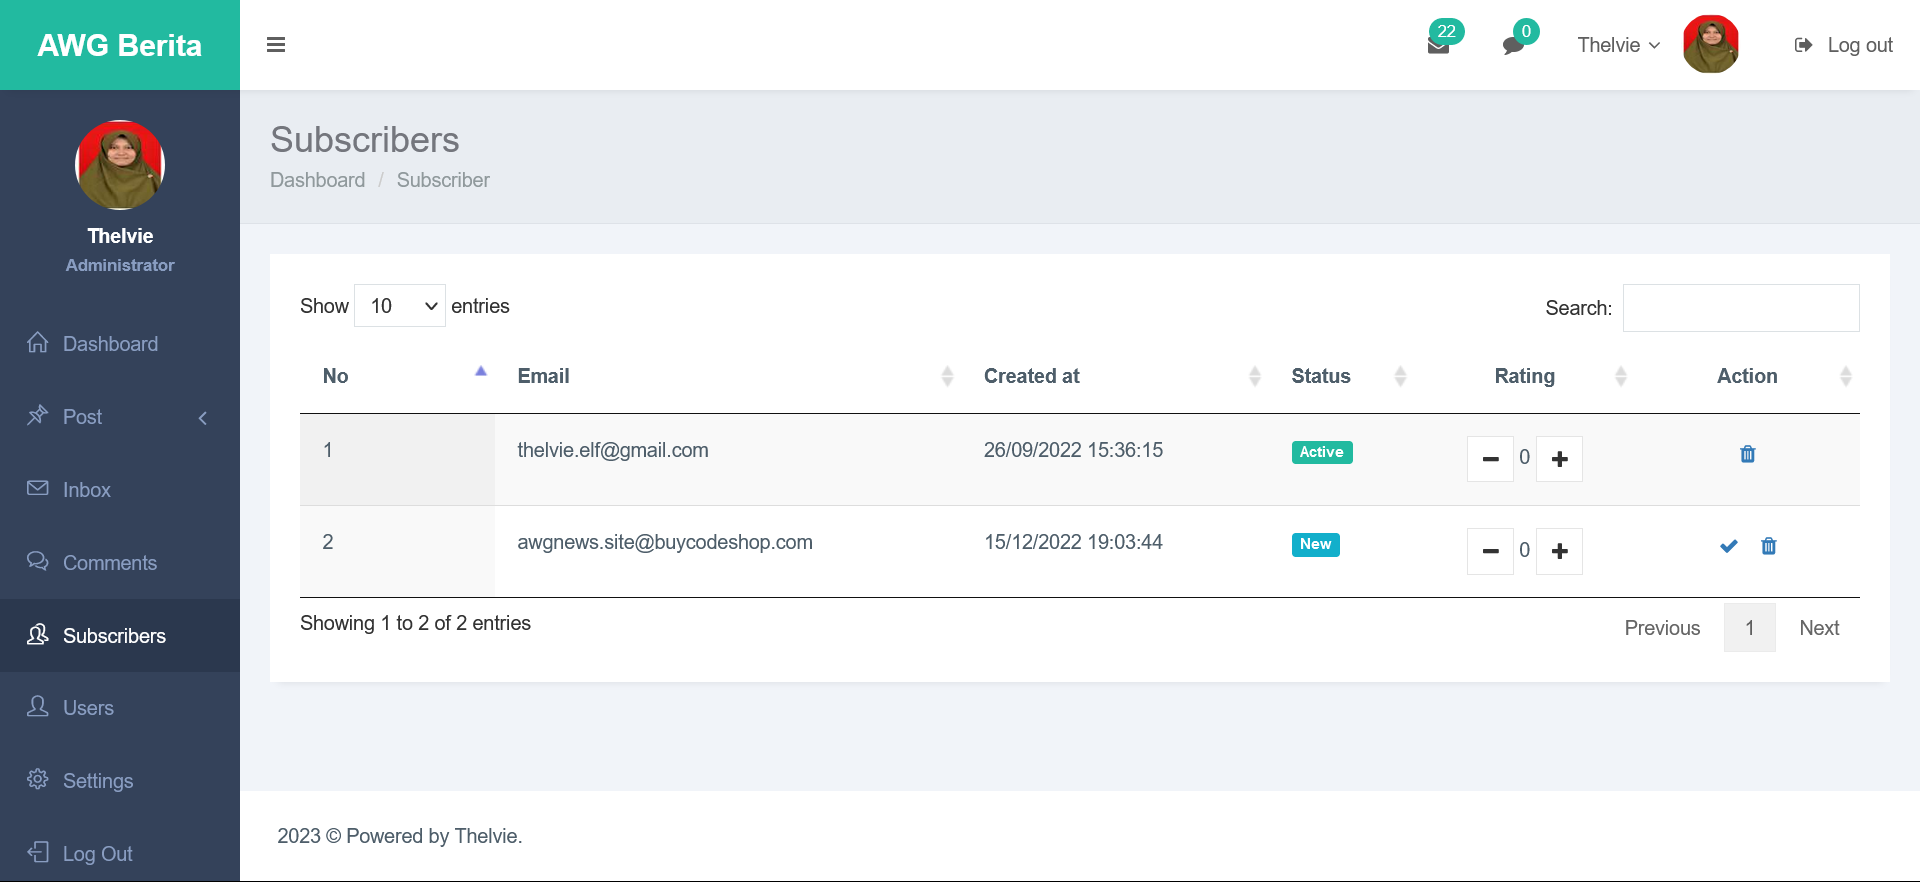 AWG Berita
22
0
Thelvie
Log out
Thelvie
Administrator
Dashboard
Post
Inbox
Comments
Subscribers
Users
Settings
Log Out
Subscribers
Dashboard / Subscriber
Show 10 entries
Search:
No Email Created at Status Rating Action
1 thelvie.elf@gmail.com 26/09/2022 15:36:15 Active 0
2 awgnews.site@buycodeshop.com 15/12/2022 19:03:44 New 0
Showing 1 to 2 of 2 entries
Previous 1 Next
2023 © Powered by Thelvie.